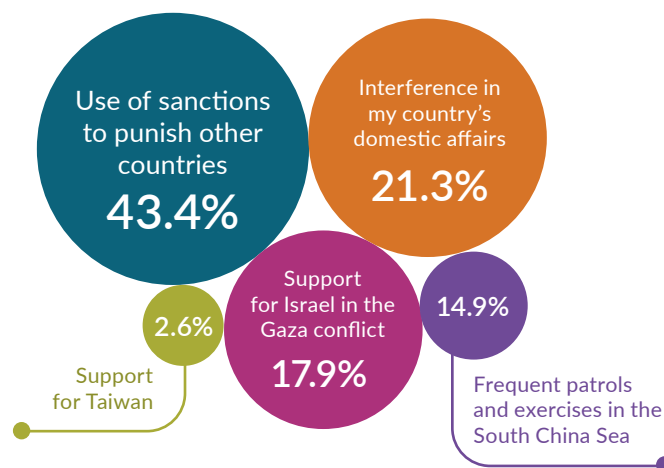 Use of sanctions
to punish other
countries
43.4%
Interference in
my country's
domestic affairs
21.3%
Support
for Israel in the
Gaza conflict
17.9%
2.6%
Support
for Taiwan
14.9%
Frequent patrols
and exercises in the
South China Sea